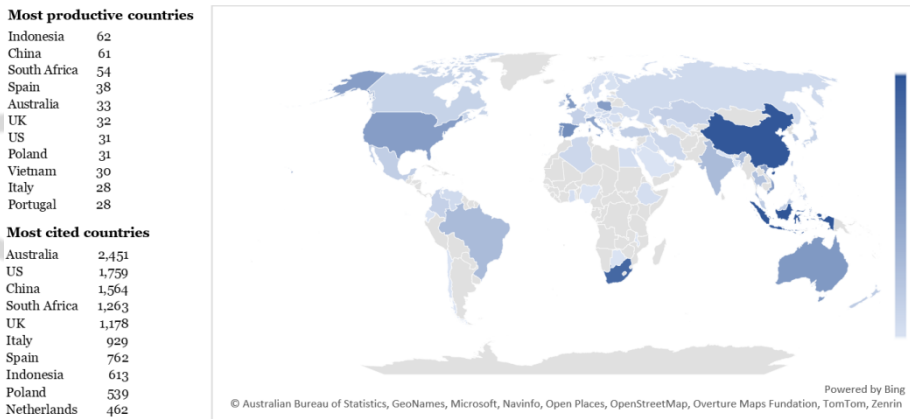 Most productive countries
Indonesia 62
China 61
South Africa 54
Spain 38
Australia 33
UK 32
US 31
Poland 31
Vietnam 30
Italy 28
Portugal 28
Most cited countries
Australia 2,451
US 1,759
China 1,564
South Africa 1,263
UK 1,178
Italy 929
Spain 762
Indonesia 613
Poland 539
Netherlands 462
Powered by Bing
© Australian Bureau of Statistics, GeoNames, Microsoft, Navinfo, Open Places, OpenStreetMap, Overture Maps Fundation, TomTom, Zenrin